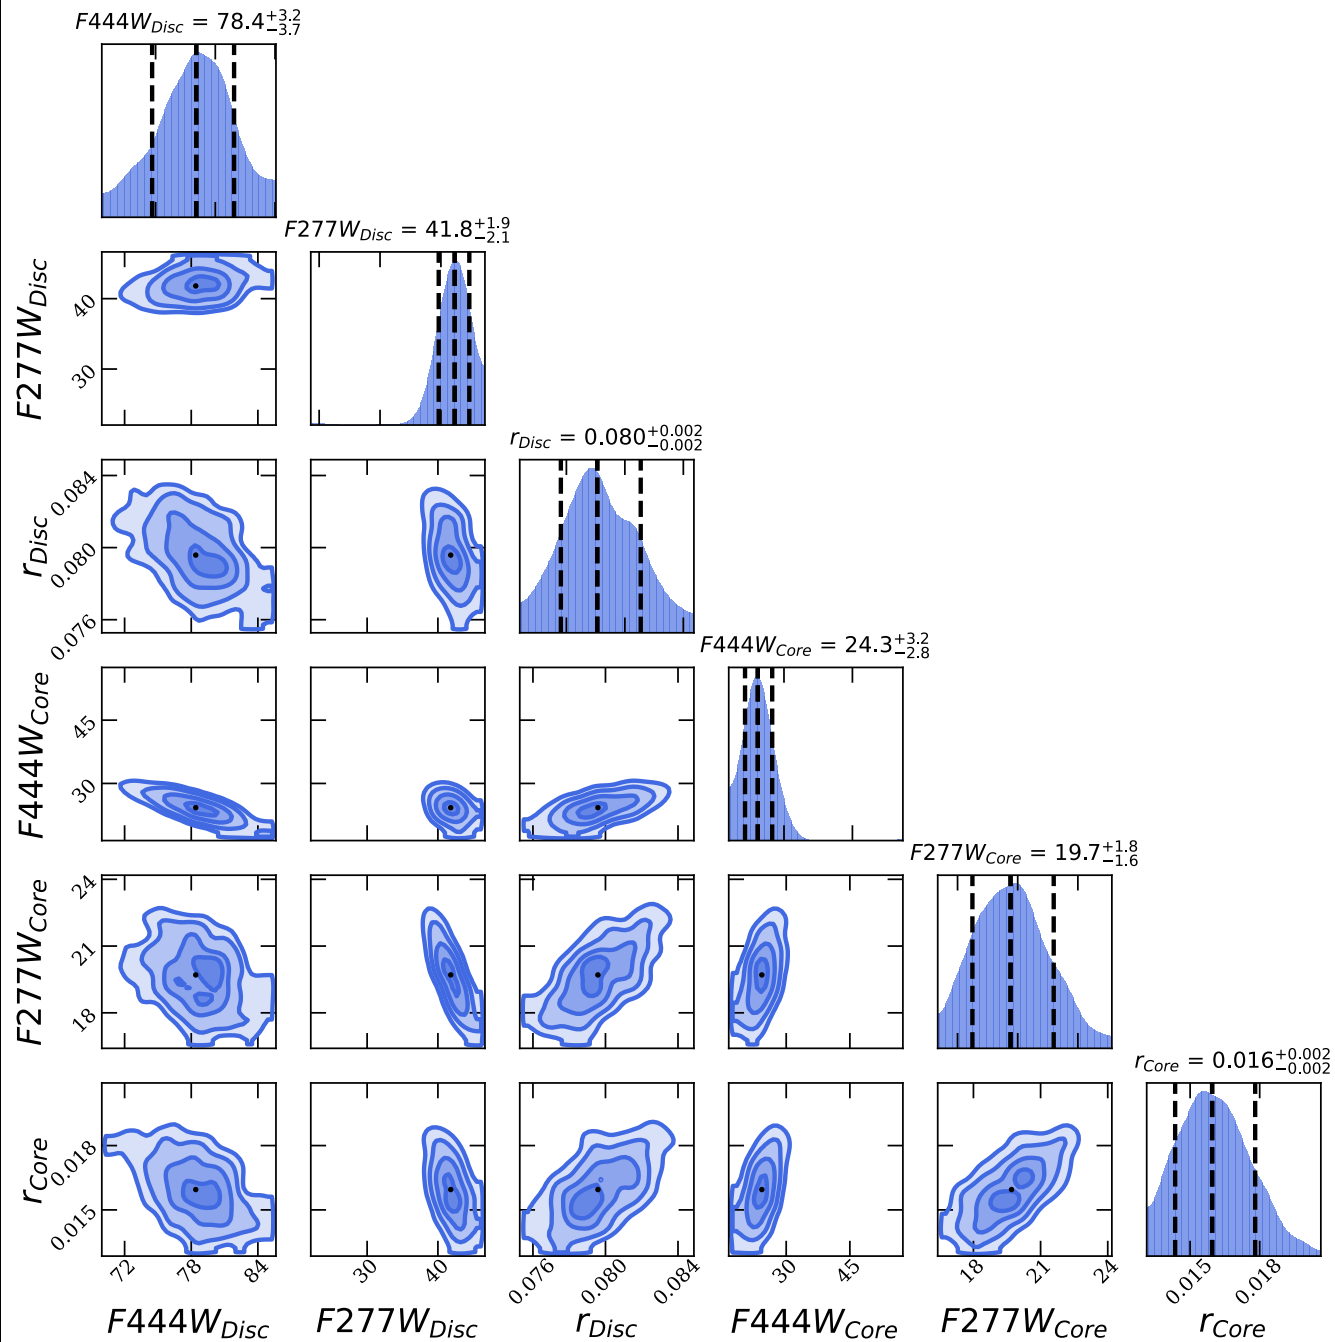 F444W_Disc = 78.4^{+3.2}_{-3.7}
F277W_Disc = 41.8^{+1.9}_{-2.1}
F277W_Disc
40
30
r_Disc = 0.080^{+0.002}_{-0.002}
r_Disc
0.084
0.080
0.076
F444W_Core = 24.3^{+3.2}_{-2.8}
F444W_Core
45
30
F277W_Core = 19.7^{+1.8}_{-1.6}
F277W_Core
24
21
18
r_Core = 0.016^{+0.002}_{-0.002}
r_Core
0.018
0.015
72 78 84 30 40 0.076 0.080 0.084 30 45 18 21 24 0.015 0.018
F444W_Disc F277W_Disc r_Disc F444W_Core F277W_Core r_Core